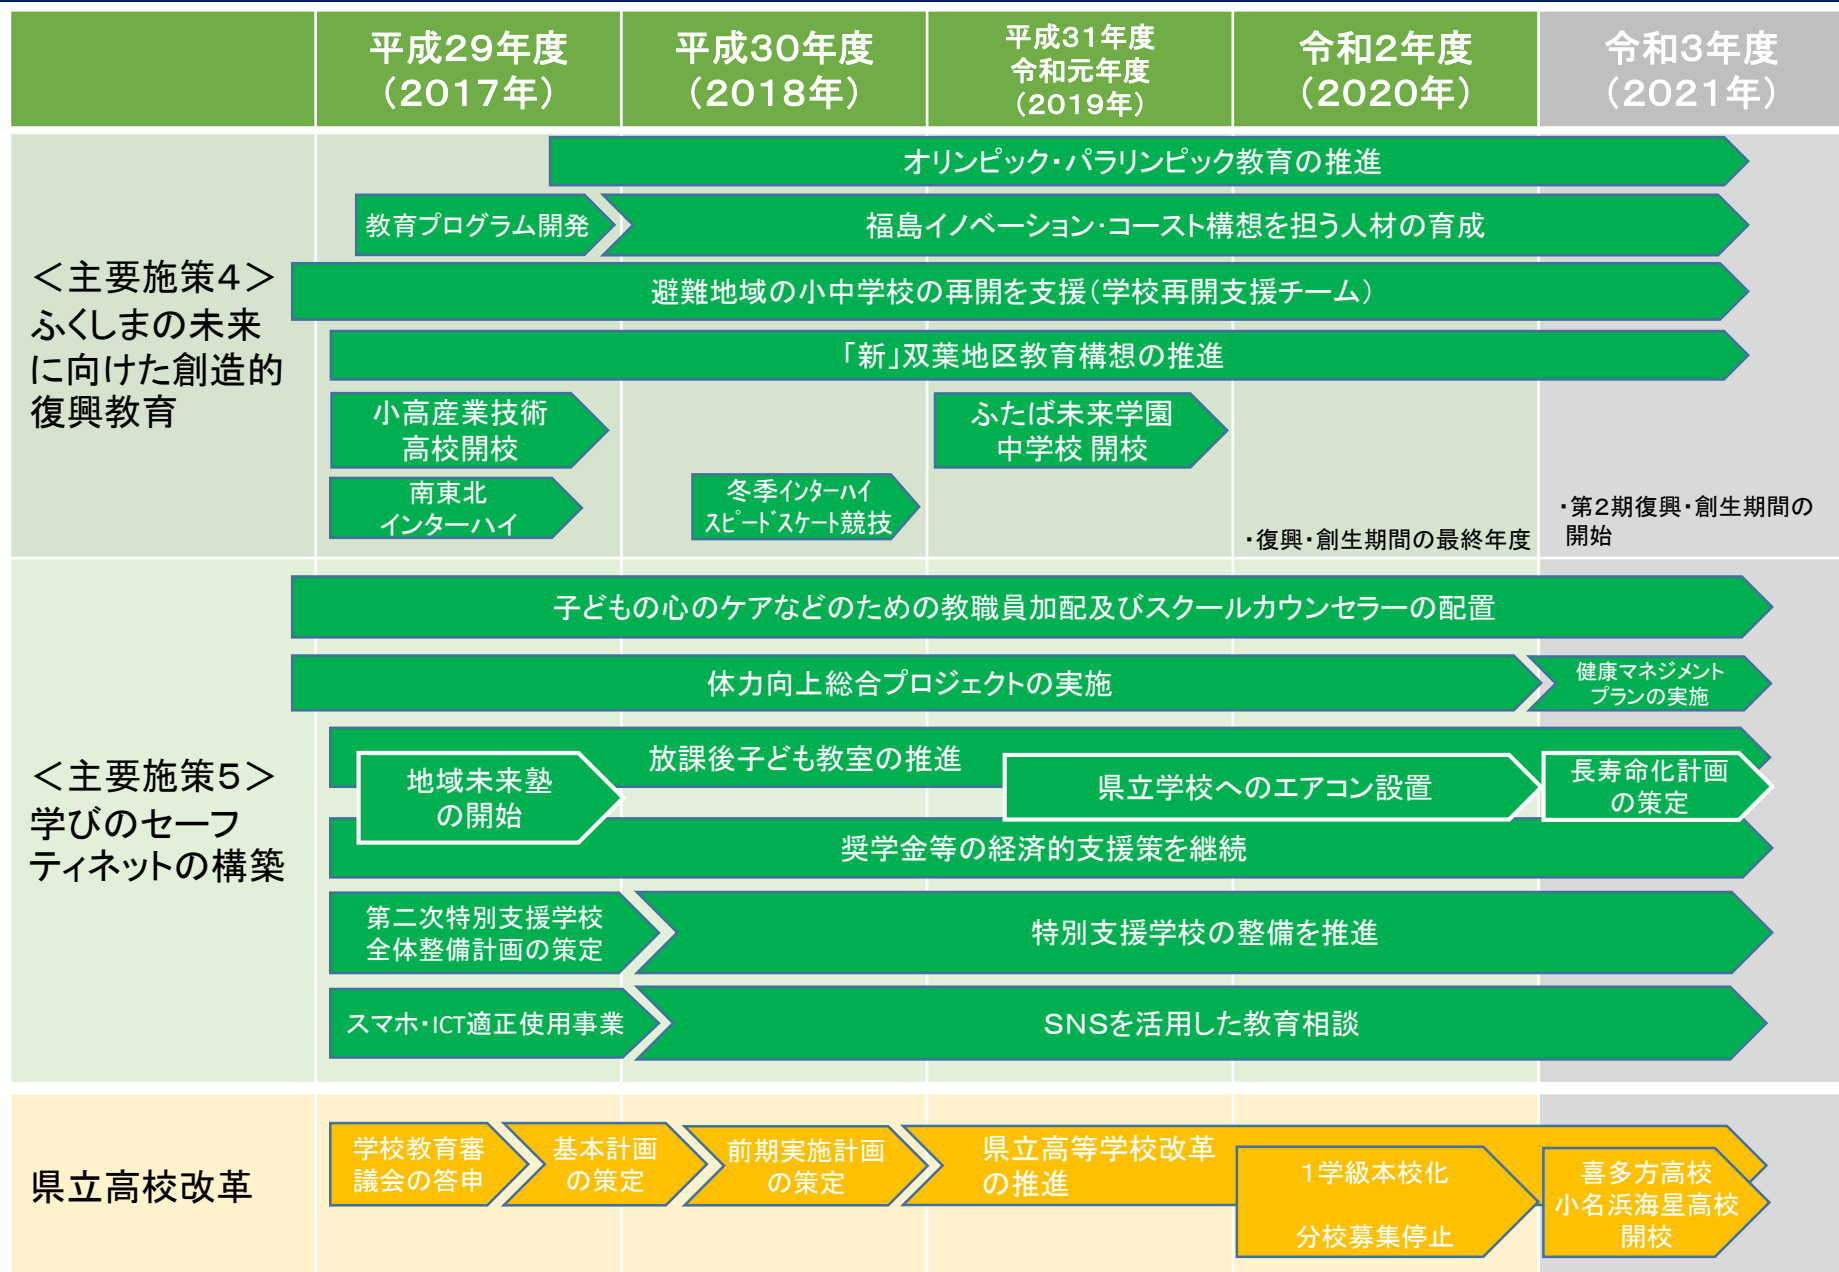 平成29年度
（2017年）
平成30年度
（2018年）
平成31年度
令和元年度
（2019年）
令和2年度
（2020年）
令和3年度
（2021年）
＜主要施策4＞
ふくしまの未来
に向けた創造的
復興教育
オリンピック・パラリンピック教育の推進
教育プログラム開発
福島イノベーション・コースト構想を担う人材の育成
避難地域の小中学校の再開を支援（学校再開支援チーム）
「新」双葉地区教育構想の推進
小高産業技術
高校開校
ふたば未来学園
中学校 開校
南東北
インターハイ
冬季インターハイ
スピードスケート競技
・復興・創生期間の最終年度
・第2期復興・創生期間の
開始
＜主要施策5＞
学びのセーフ
ティネットの構築
子どもの心のケアなどのための教職員加配及びスクールカウンセラーの配置
体力向上総合プロジェクトの実施
健康マネジメント
プランの実施
放課後子ども教室の推進
地域未来塾
の開始
県立学校へのエアコン設置
長寿命化計画
の策定
奨学金等の経済的支援策を継続
第二次特別支援学校
全体整備計画の策定
特別支援学校の整備を推進
スマホ・ICT適正使用事業
SNSを活用した教育相談
県立高校改革
学校教育審
議会の答申
基本計画
の策定
前期実施計画
の策定
県立高等学校改革
の推進
1学級本校化
分校募集停止
喜多方高校
小名浜海星高校
開校